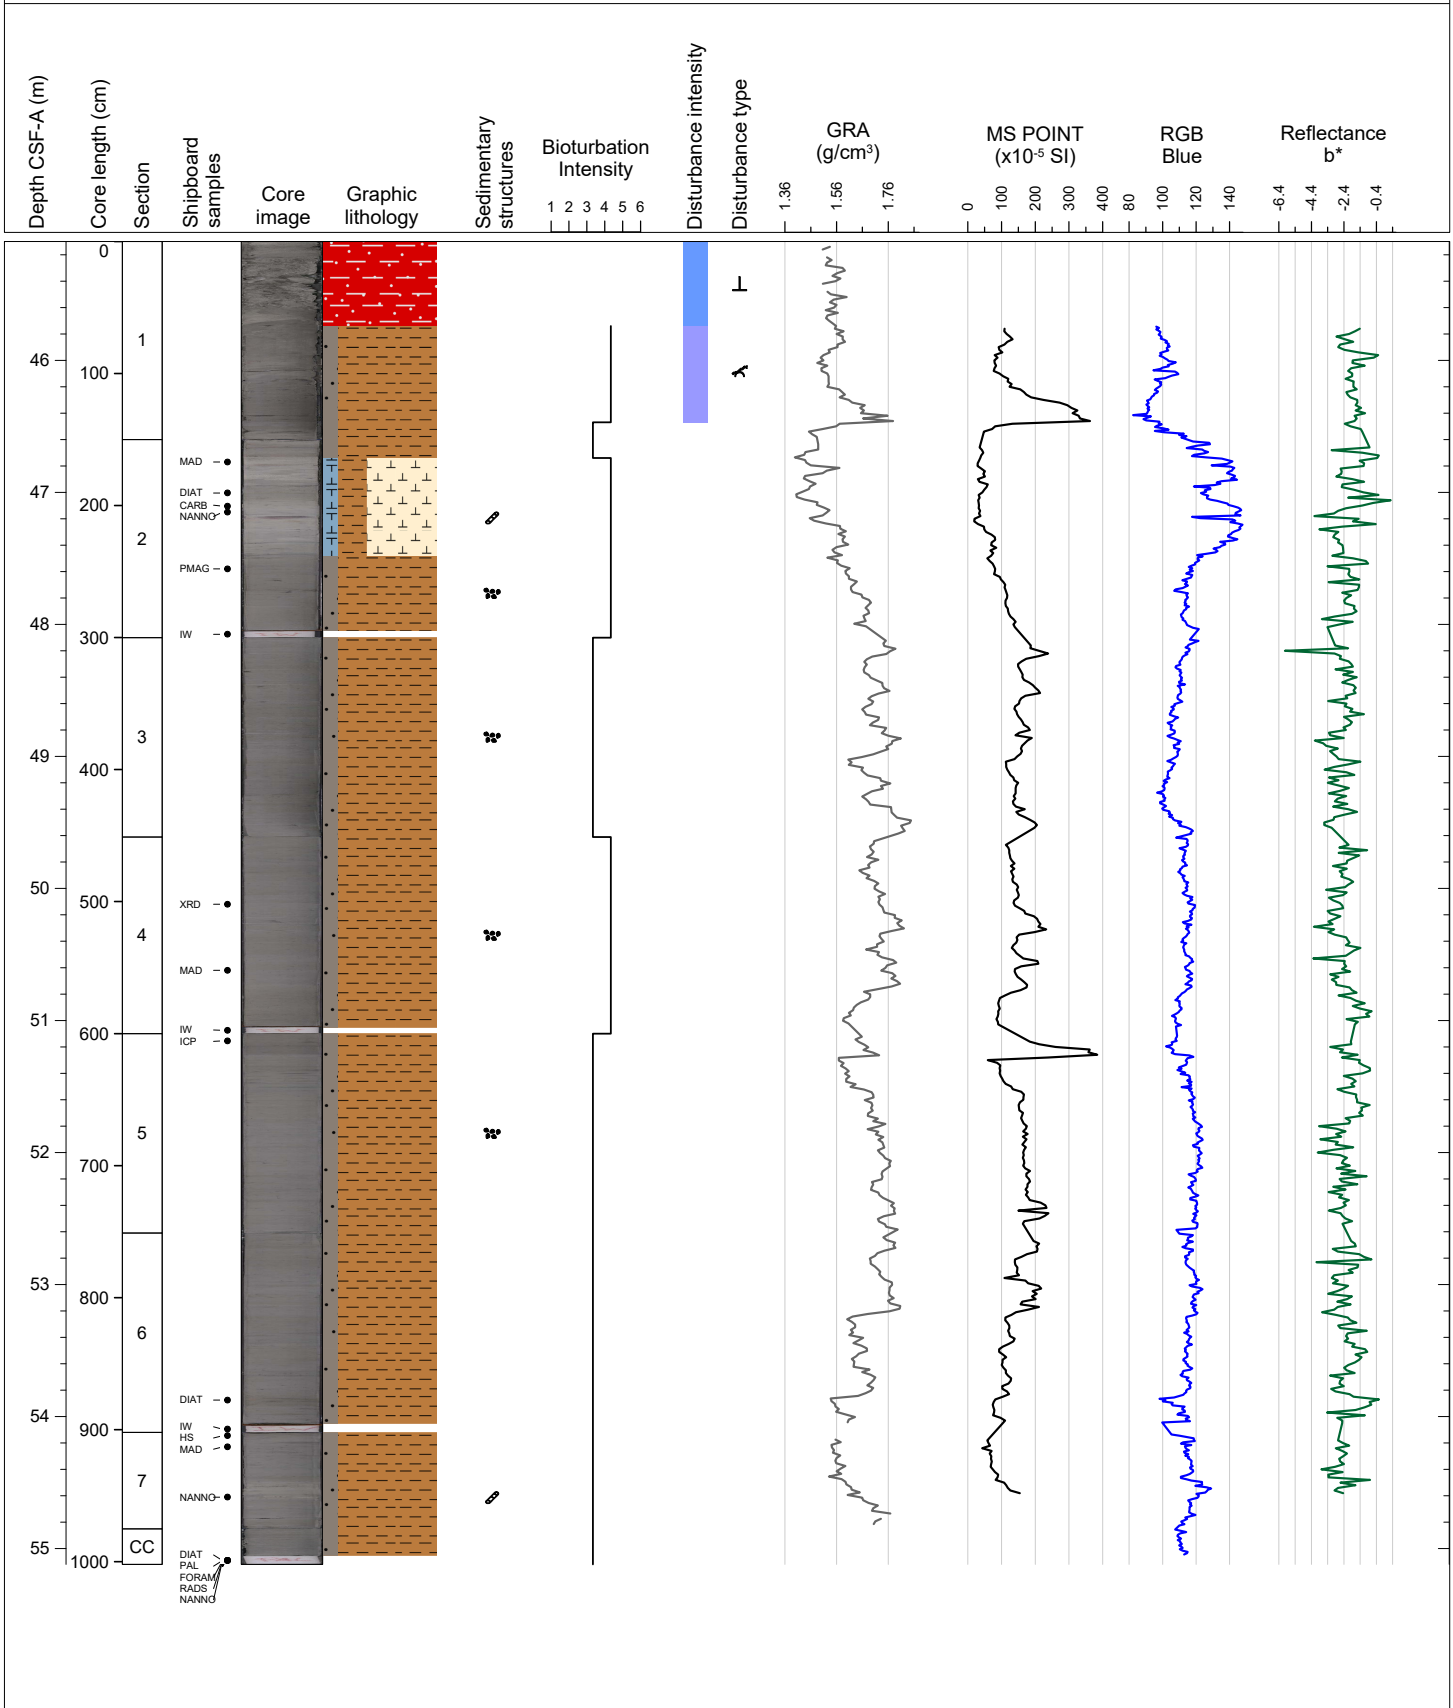 Depth CSF-A (m)
Core length (cm)
Section
Shipboard
samples
Core
image
Graphic
lithology
Sedimentary
structures
Bioturbation
Intensity
1 2 3 4 5 6
Disturbance intensity
Disturbance type
GRA
(g/cm³)
1.36 1.56 1.76
MS POINT
(x10⁻⁵ SI)
0 100 200 300 400
RGB
Blue
80 100 120 140
Reflectance
b*
-6.4 -4.4 -2.4 -0.4
0
1
46
100
MAD
47
DIAT
200
CARB
NANNO
2
PMAG
48
IW
300
3
49
400
50
500
XRD
4
MAD
51
IW
600
ICP
5
52
700
53
800
6
DIAT
54
IW
900
HS
MAD
7
NANNO
CC
55
1000
DIAT
PAL
FORAM
RADS
NANNO